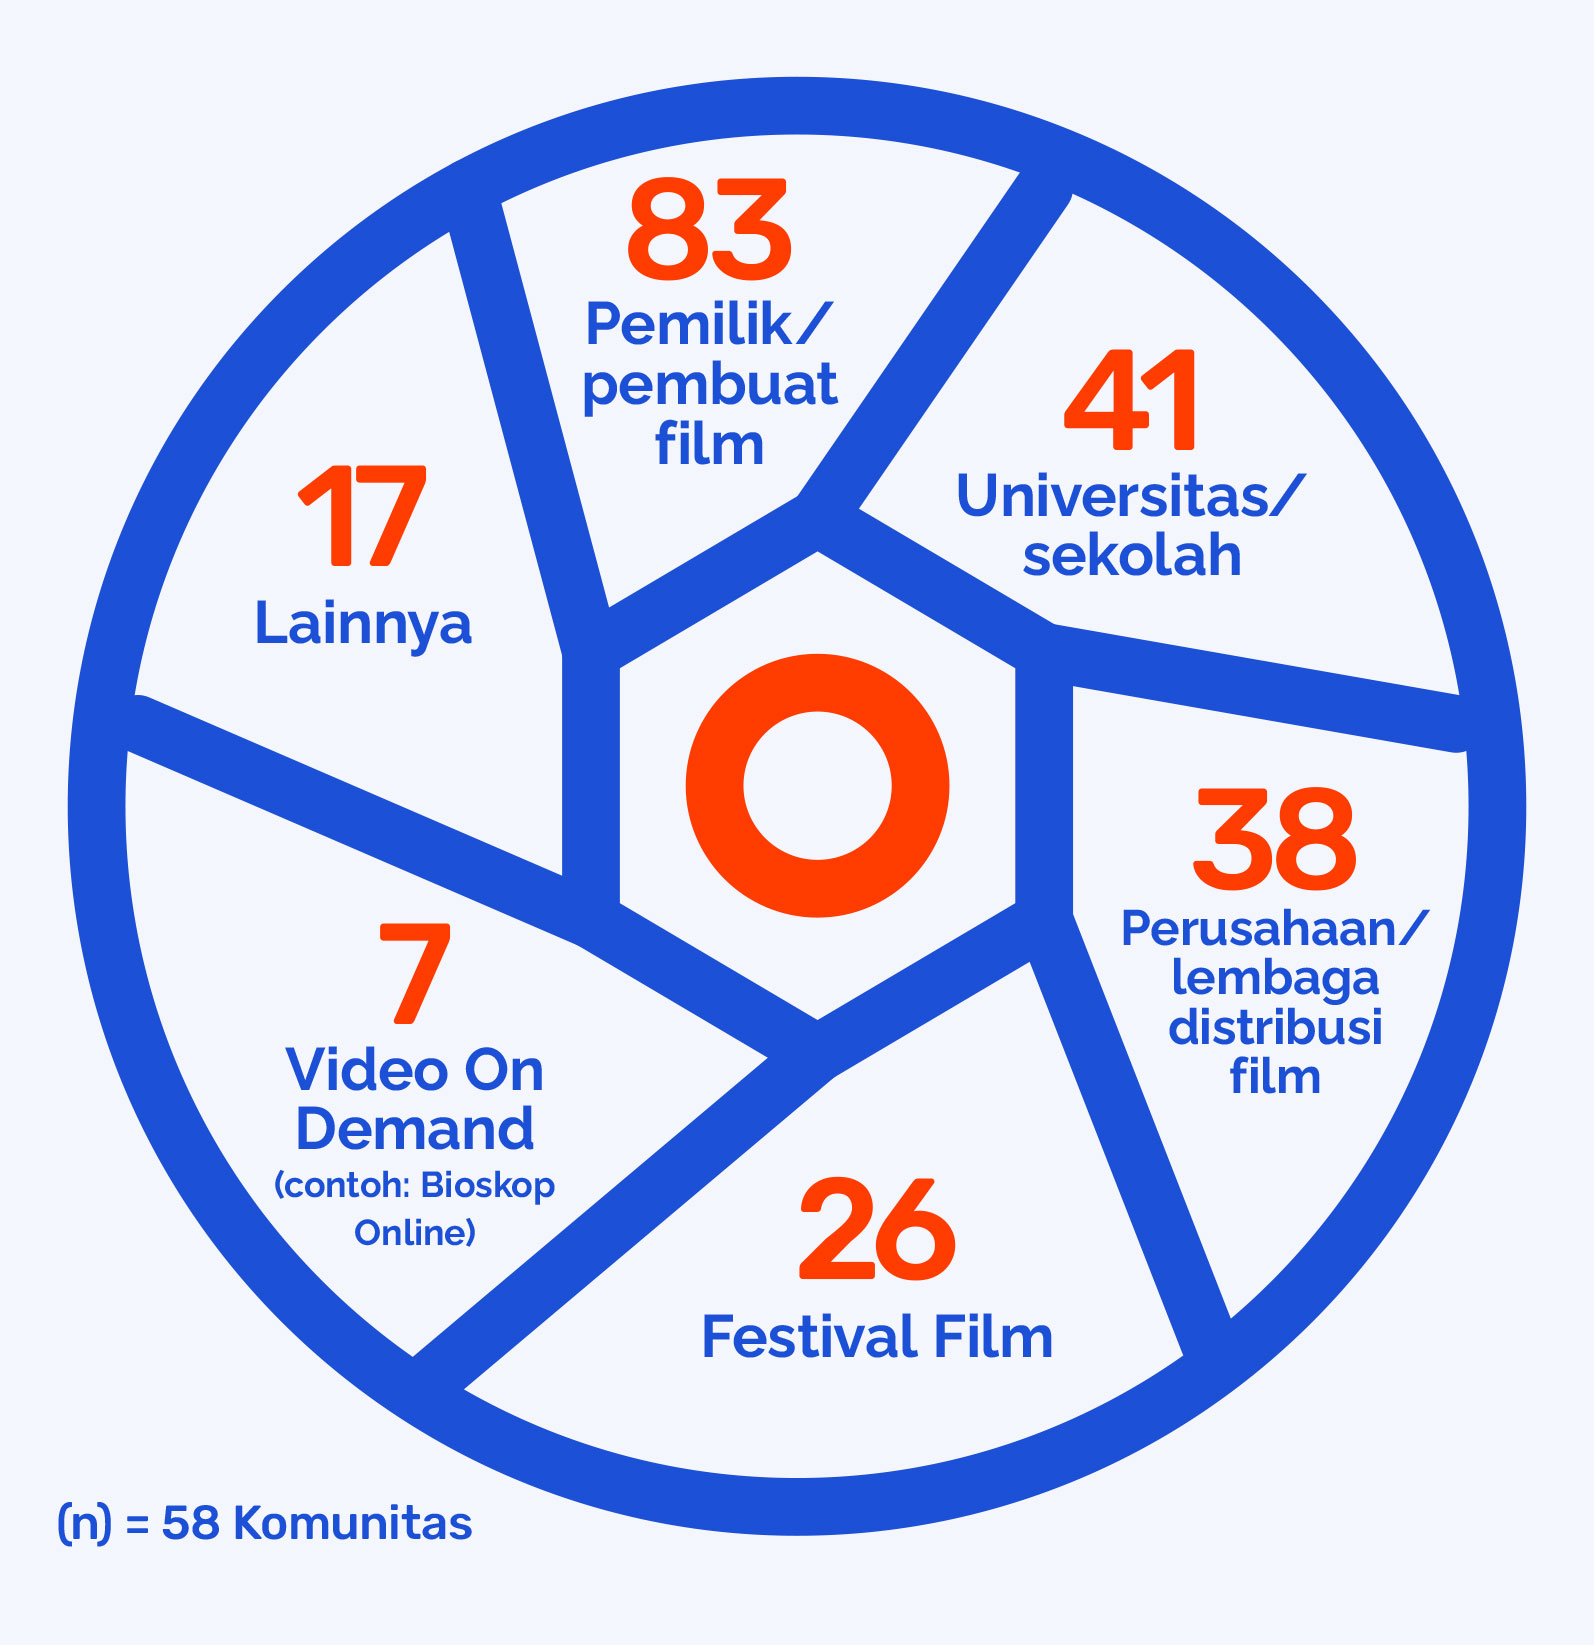 83
Pemilik/
pembuat
film
41
Universitas/
sekolah
38
Perusahaan/
lembaga
distribusi
film
26
Festival Film
7
Video On
Demand
(contoh: Bioskop
Online)
17
Lainnya
(n) = 58 Komunitas